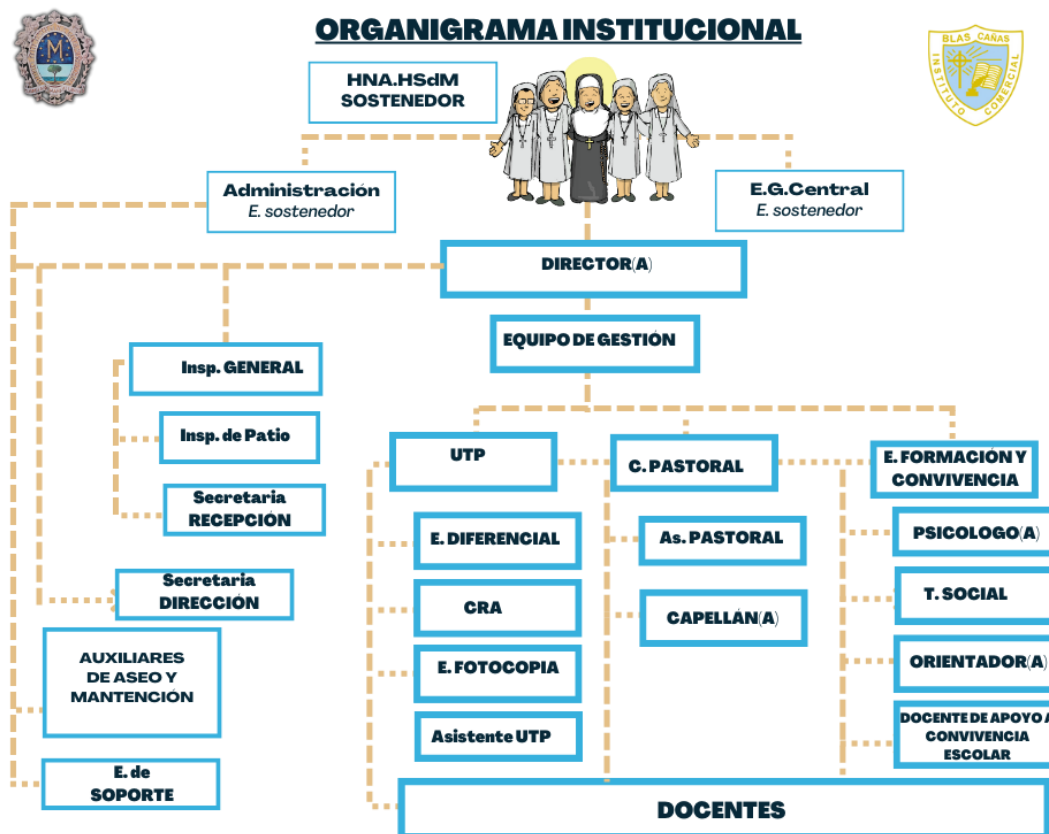 ORGANIGRAMA INSTITUCIONAL
M
BLAS CAÑAS
INSTITUTO COMERCIAL
HNA.HSdM
SOSTENEDOR
Administración
E. sostenedor
E.G.Central
E. sostenedor
DIRECTOR(A)
EQUIPO DE GESTIÓN
Insp. GENERAL
Insp. de Patio
Secretaria
RECEPCIÓN
Secretaria
DIRECCIÓN
AUXILIARES
DE ASEO Y
MANTENCIÓN
E. de
SOPORTE
UTP
E. DIFERENCIAL
CRA
E. FOTOCOPIA
Asistente UTP
C. PASTORAL
As. PASTORAL
CAPELLÁN(A)
E. FORMACIÓN Y
CONVIVENCIA
PSICOLOGO(A)
T. SOCIAL
ORIENTADOR(A)
DOCENTE DE APOYO A
CONVIVENCIA
ESCOLAR
DOCENTES